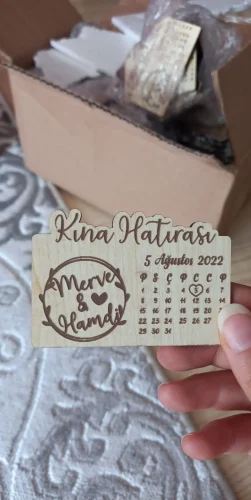 Kına Hatırası
5 Ağustos 2022
Merve
&
Hamdi
P S Ç P C C P
1 2 3 4 5 6 7
8 9 10 11 12 13 14
15 16 17 18 19 20 21
22 23 24 25 26 27
29 30 31